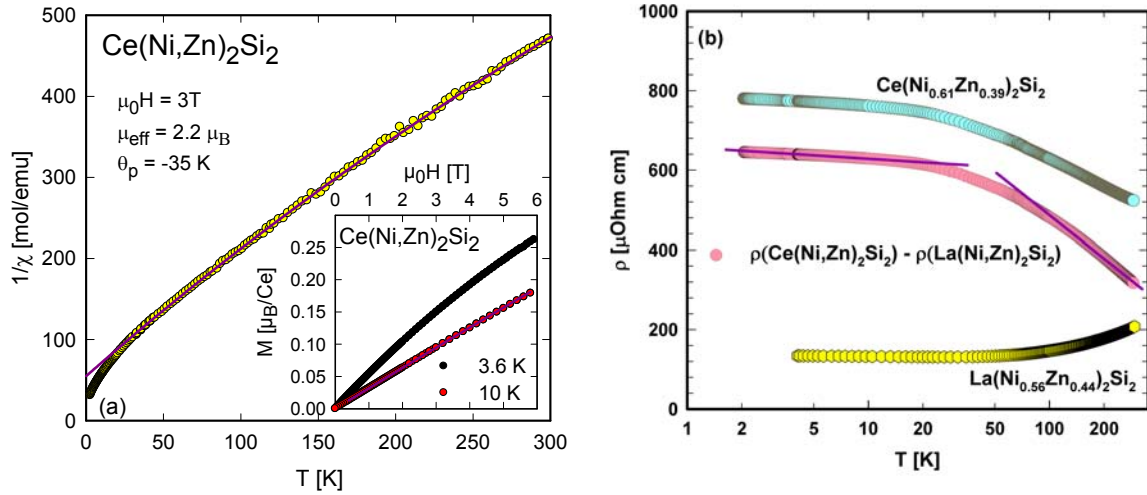 Ce(Ni,Zn)2Si2
μ0H = 3T
μeff = 2.2 μB
θp = -35 K
1/χ [mol/emu]
500
400
300
200
100
0
0 50 100 150 200 250 300
T [K]
(a)
μ0H [T]
0 1 2 3 4 5 6
Ce(Ni,Zn)2Si2
M [μB/Ce]
0.25
0.20
0.15
0.10
0.05
0.00
3.6 K
10 K
(b)
1000
800
600
400
200
0
ρ [μOhm cm]
Ce(Ni0.61Zn0.39)2Si2
ρ(Ce(Ni,Zn)2Si2) - ρ(La(Ni,Zn)2Si2)
La(Ni0.56Zn0.44)2Si2
1 2 5 10 20 50 100 200
T [K]